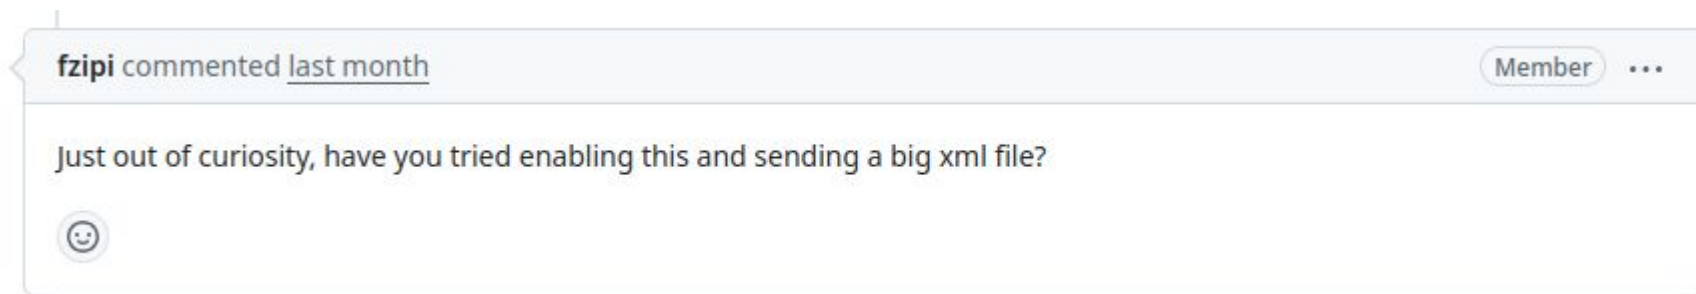 fzipi commented last month Member ...
Just out of curiosity, have you tried enabling this and sending a big xml file?